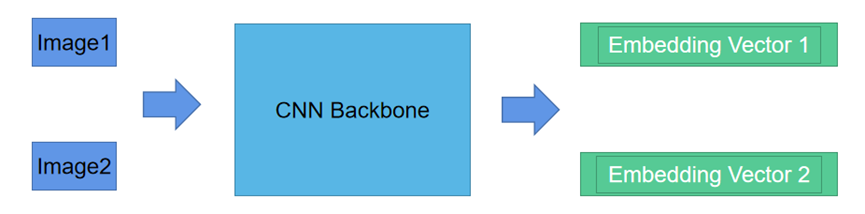 Image1
Image2
CNN Backbone
Embedding Vector 1
Embedding Vector 2